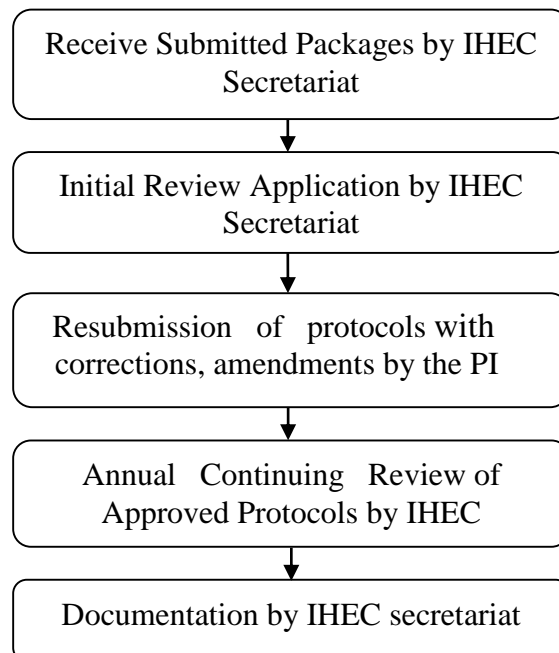 Receive Submitted Packages by IHEC
Secretariat
Initial Review Application by IHEC
Secretariat
Resubmission of protocols with
corrections, amendments by the PI
Annual Continuing Review of
Approved Protocols by IHEC
Documentation by IHEC secretariat